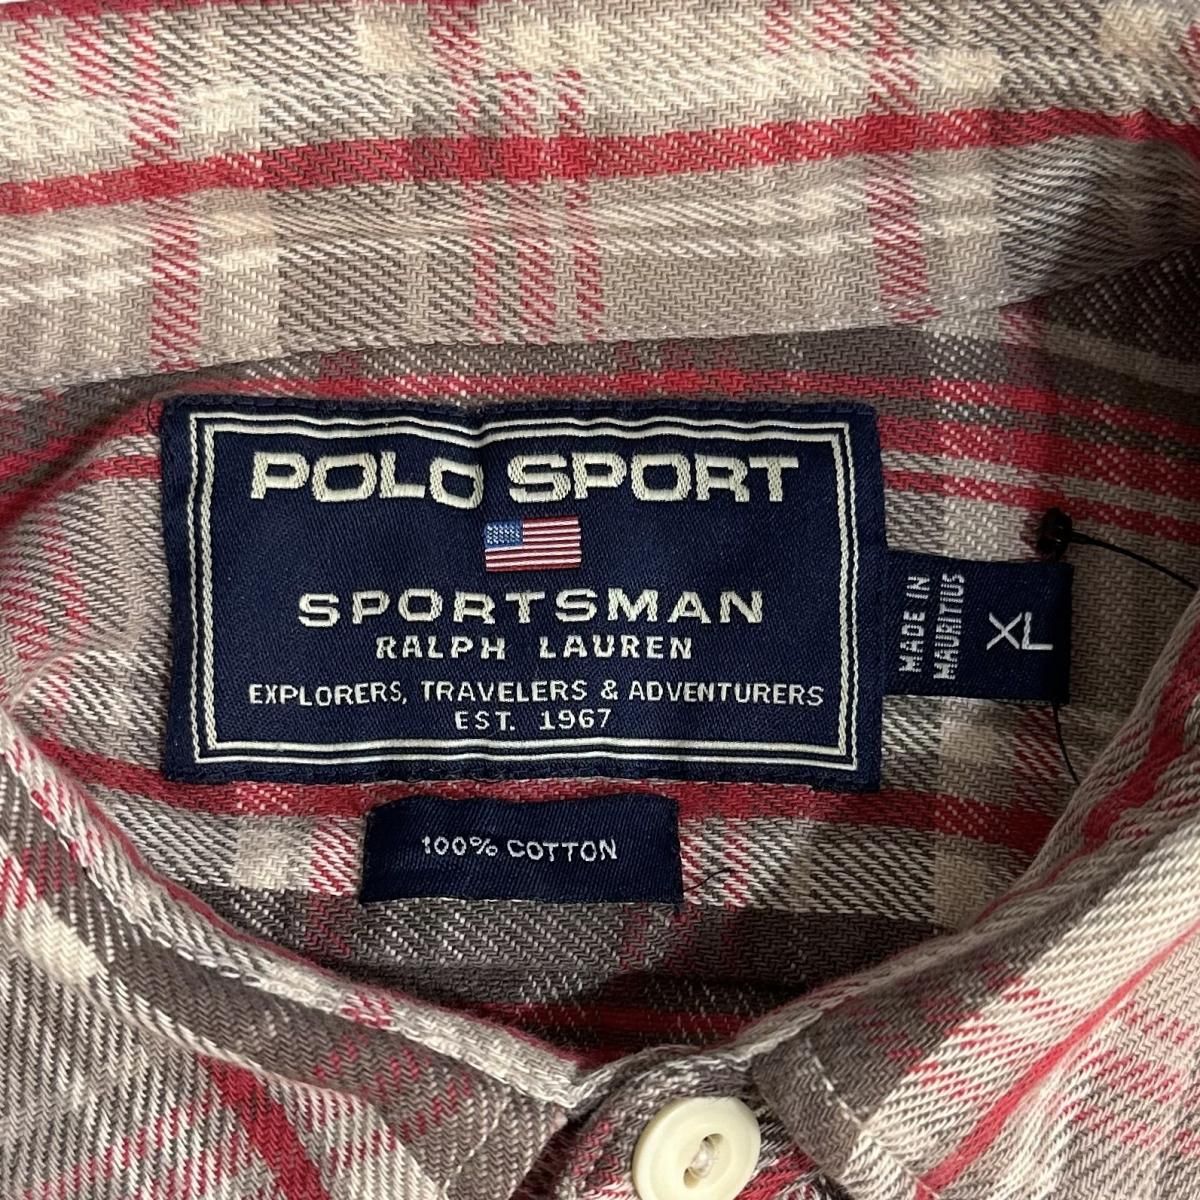 POLO SPORT
SPORTSMAN
RALPH LAUREN
EXPLORERS, TRAVELERS & ADVENTURERS
EST. 1967
MADE IN
MAURITIUS
XL
100% COTTON